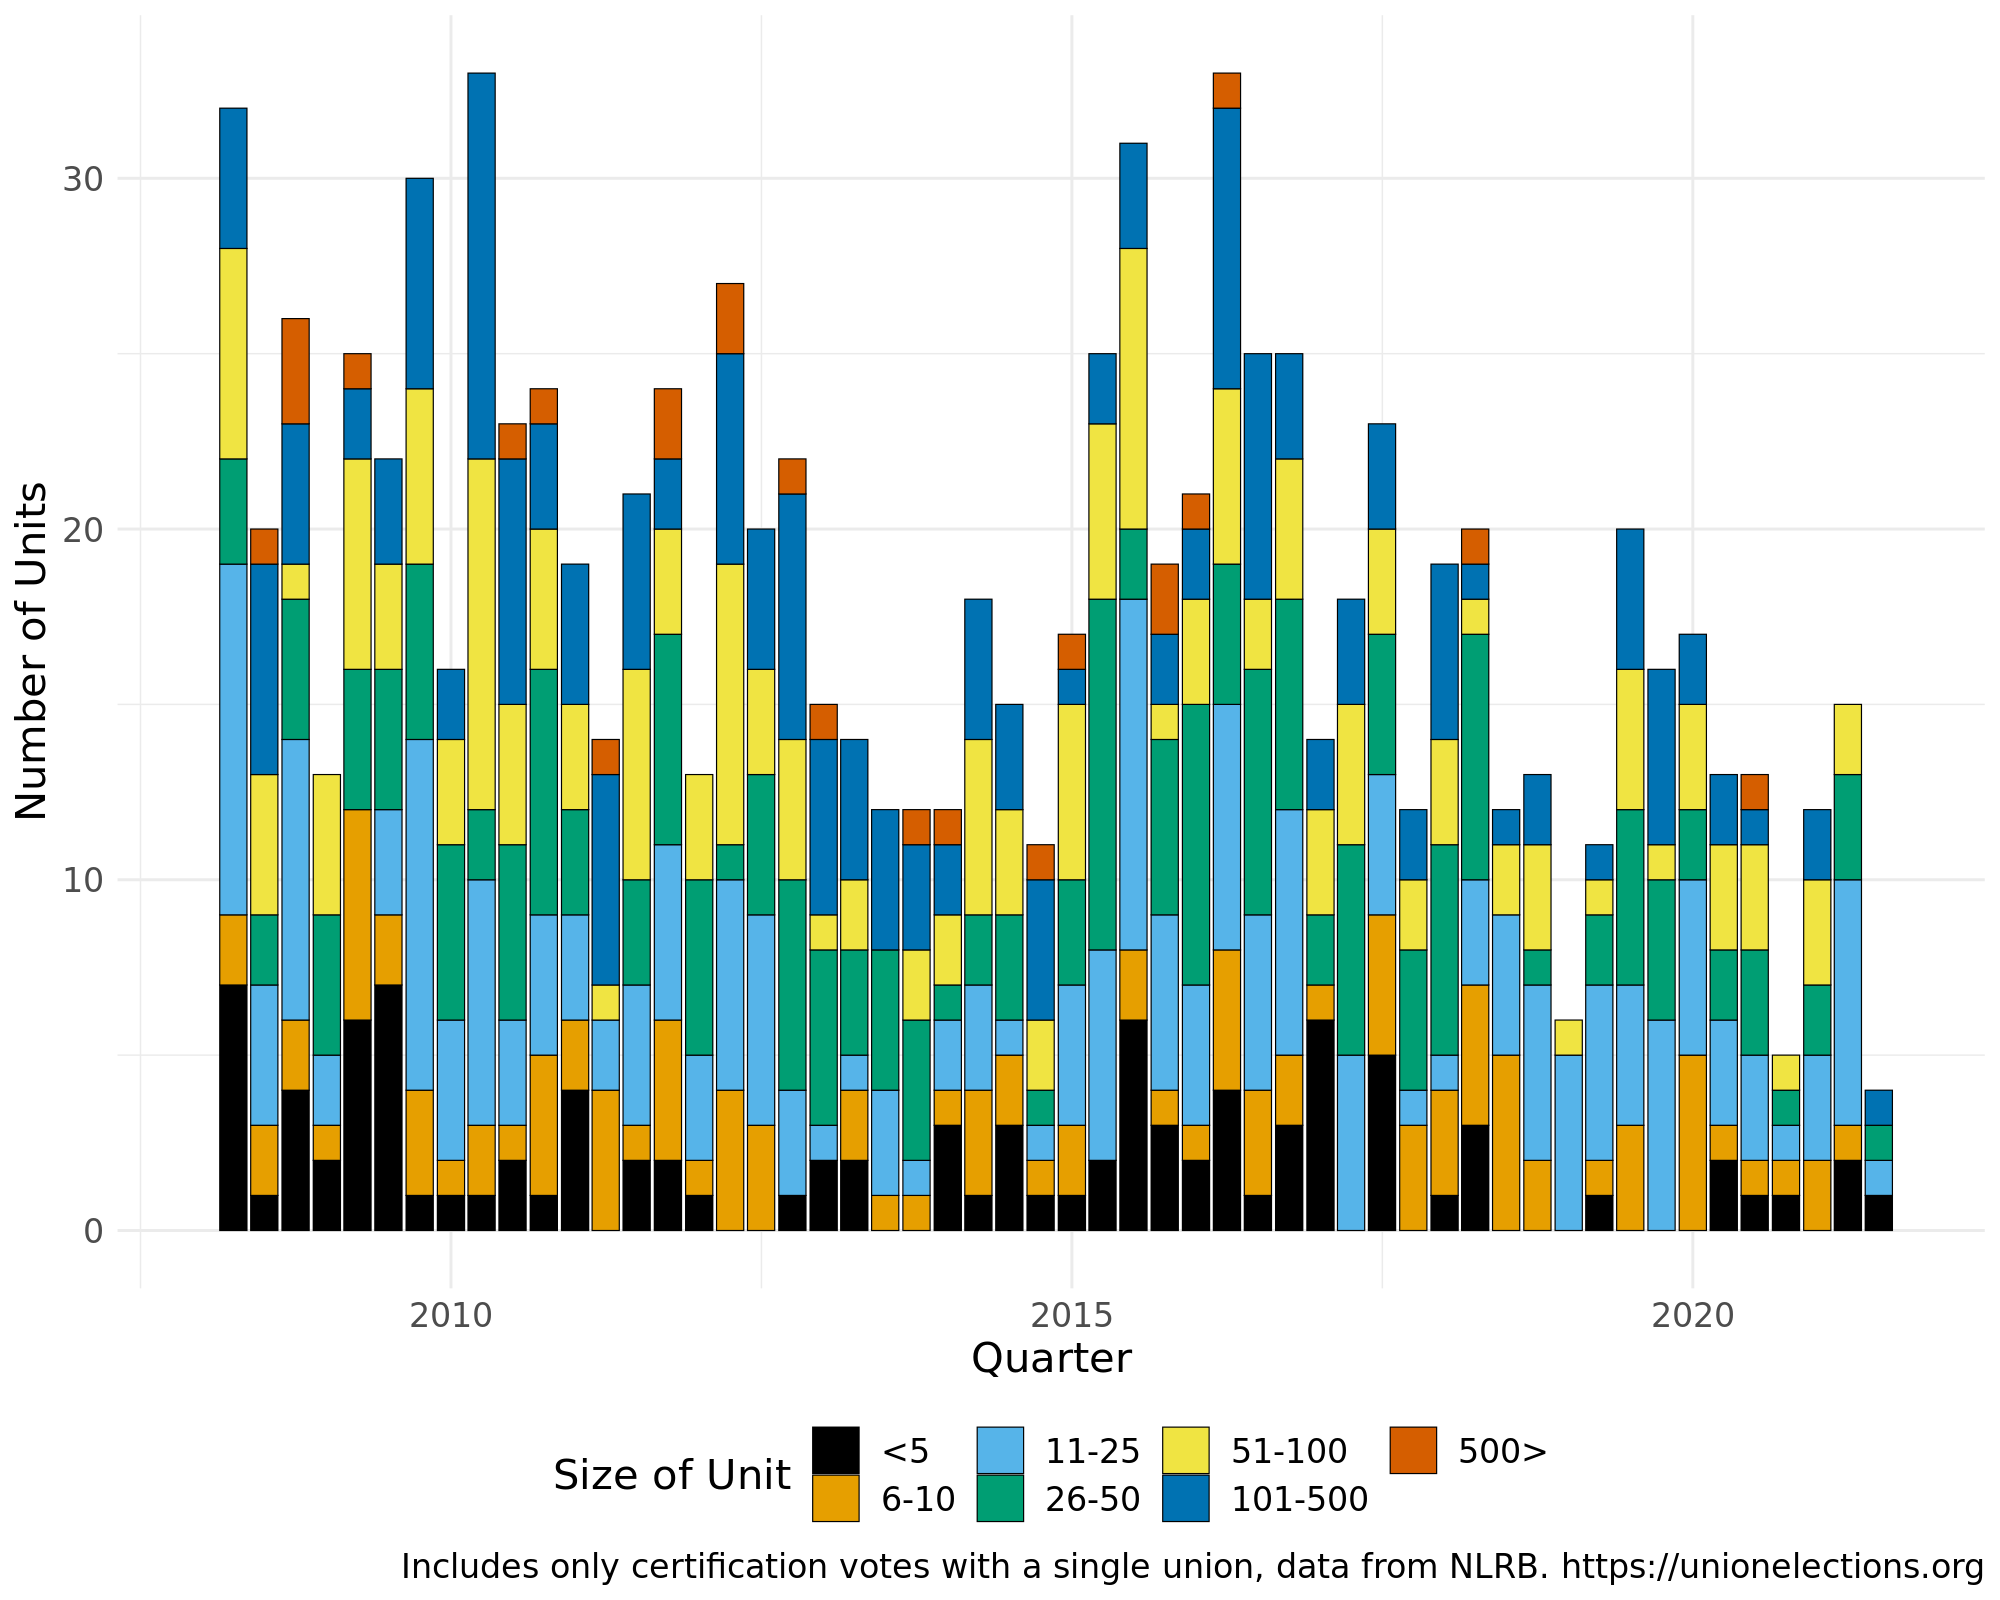 30
20
10
0
Number of Units
2010 2015 2020
Quarter
Size of Unit
<5 11-25 51-100 500>
6-10 26-50 101-500
Includes only certification votes with a single union, data from NLRB. https://unionelections.org